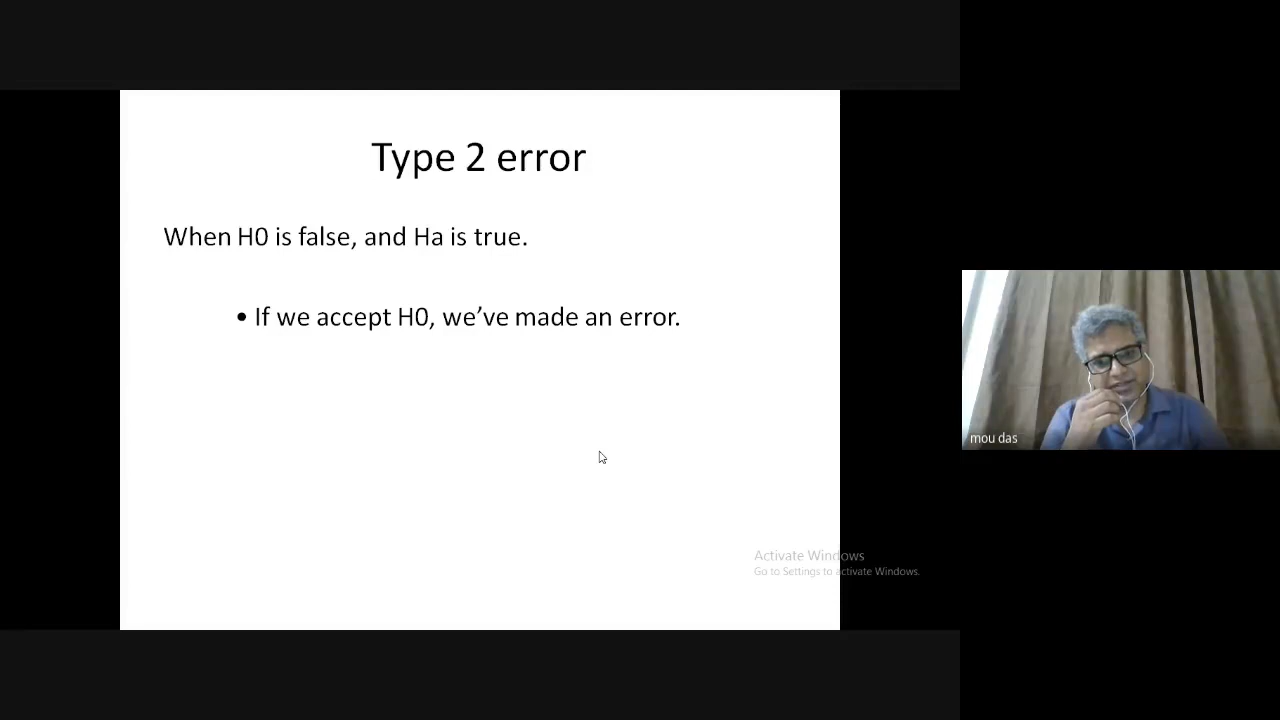 Type 2 error
When H0 is false, and Ha is true.
• If we accept H0, we’ve made an error.
mou das
Activate Windows
Go to Settings to activate Windows.